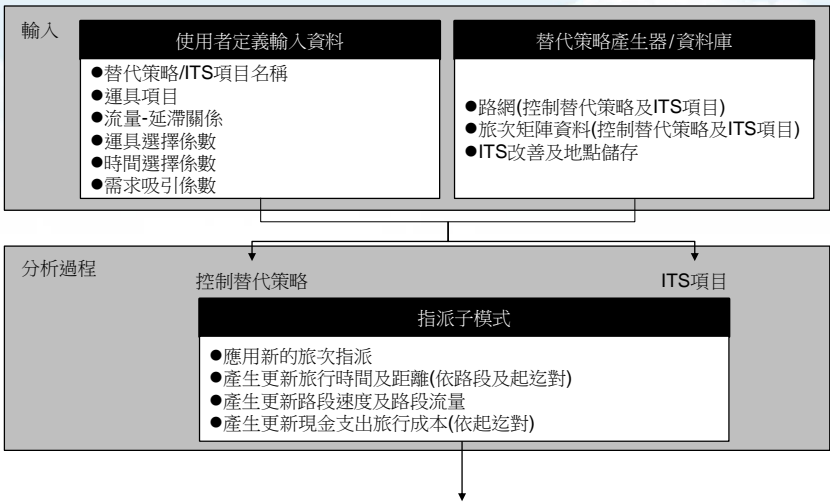 輸入
使用者定義輸入資料
●替代策略/ITS項目名稱
●運具項目
●流量-延滯關係
●運具選擇係數
●時間選擇係數
●需求吸引係數
替代策略產生器/資料庫
●路網(控制替代策略及ITS項目)
●旅次矩陣資料(控制替代策略及ITS項目)
●ITS改善及地點儲存
分析過程
控制替代策略
ITS項目
指派子模式
●應用新的旅次指派
●產生更新旅行時間及距離(依路段及起迄對)
●產生更新路段速度及路段流量
●產生更新現金支出旅行成本(依起迄對)